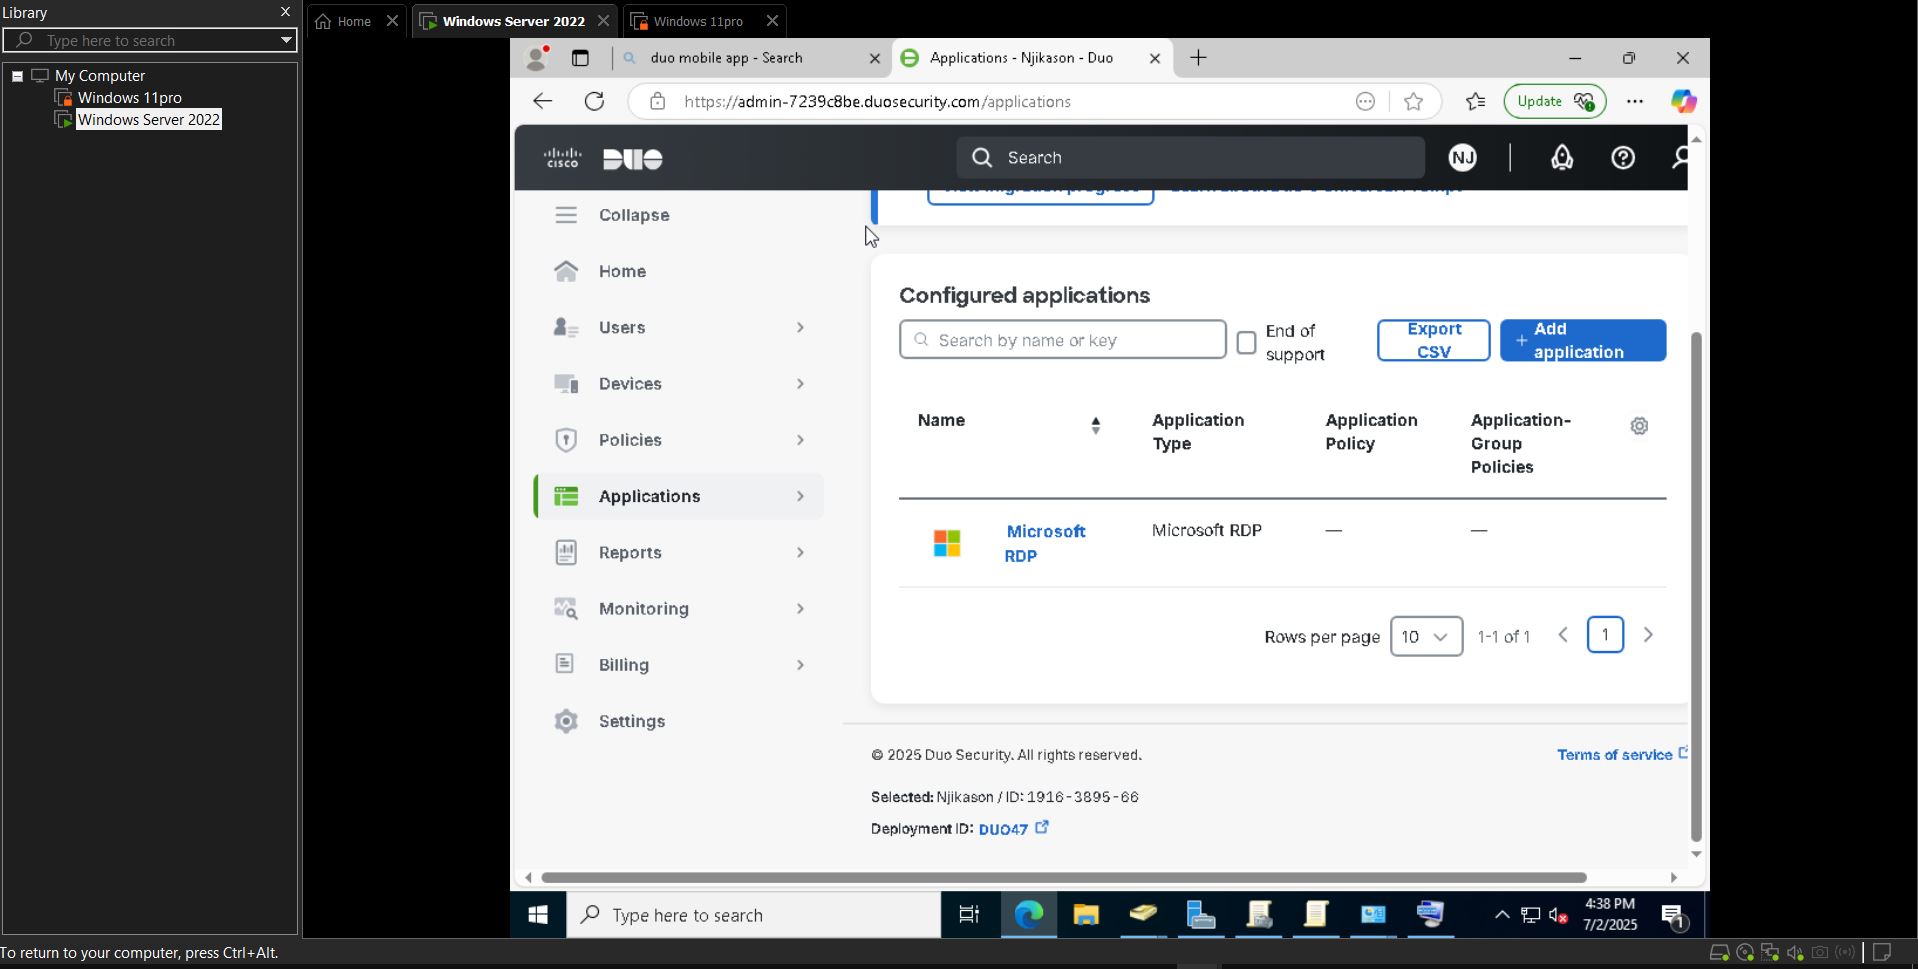 Library
Type here to search
My Computer
Windows 11pro
Windows Server 2022
Home
Windows Server 2022
Windows 11pro
duo mobile app - Search
Applications - Njikason - Duo
https://admin-7239c8be.duosecurity.com/applications
Update
CISCO
DUO
Search
NJ
Collapse
Home
Users
Devices
Policies
Applications
Reports
Monitoring
Billing
Settings
Configured applications
Search by name or key
End of
support
Export
CSV
+ Add
application
Name
Application
Type
Application
Policy
Application-
Group
Policies
Microsoft
RDP
Microsoft RDP
—
—
Rows per page
10
1-1 of 1
1
© 2025 Duo Security. All rights reserved.
Terms of service
Selected: Njikason / ID: 1916-3895-66
Deployment ID: DUO47
Type here to search
4:38 PM
7/2/2025
1
To return to your computer, press Ctrl+Alt.